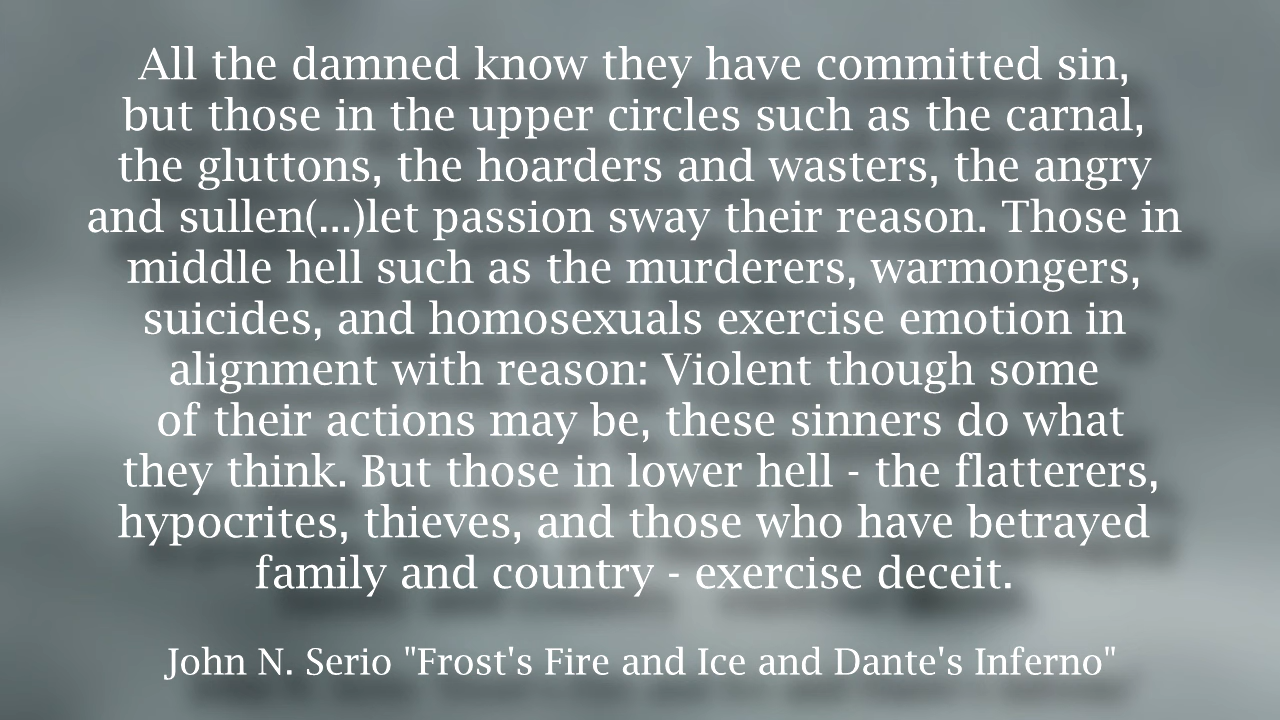 All the damned know they have committed sin,
but those in the upper circles such as the carnal,
the gluttons, the hoarders and wasters, the angry
and sullen(...)let passion sway their reason. Those in
middle hell such as the murderers, warmongers,
suicides, and homosexuals exercise emotion in
alignment with reason: Violent though some
of their actions may be, these sinners do what
they think. But those in lower hell - the flatterers,
hypocrites, thieves, and those who have betrayed
family and country - exercise deceit.
John N. Serio "Frost's Fire and Ice and Dante's Inferno"